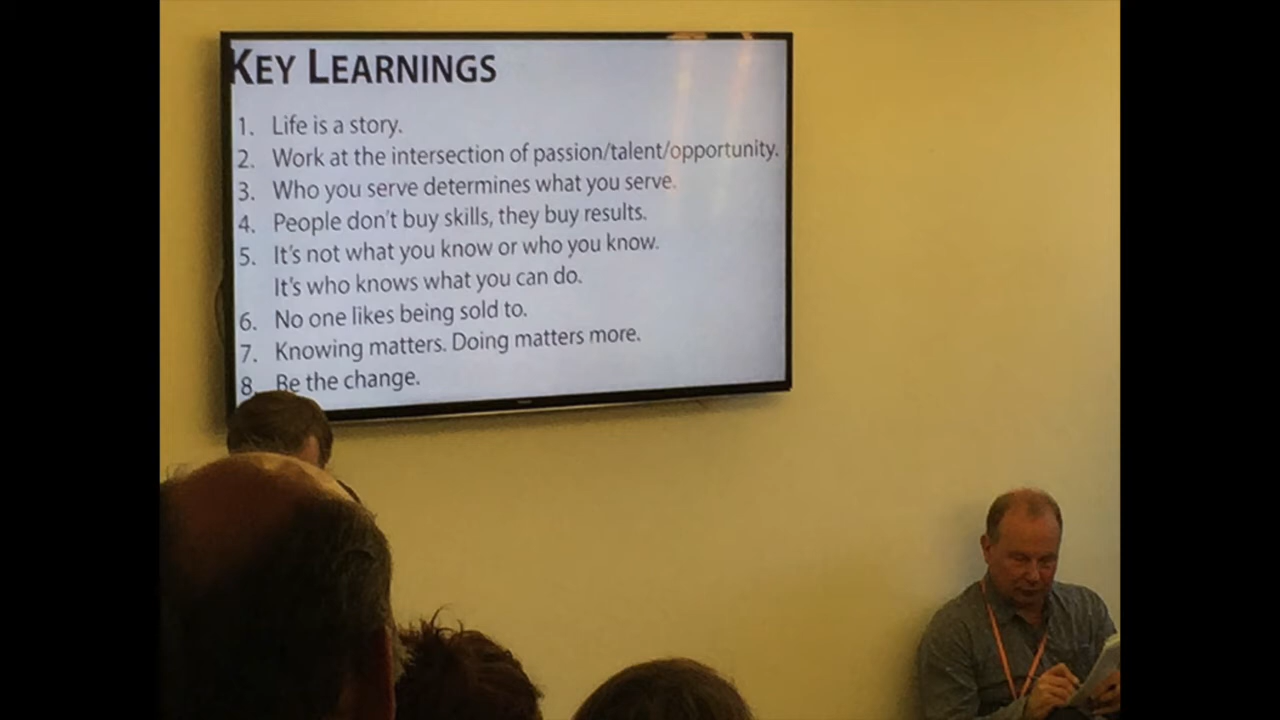 KEY LEARNINGS
1. Life is a story.
2. Work at the intersection of passion/talent/opportunity.
3. Who you serve determines what you serve.
4. People don't buy skills, they buy results.
5. It's not what you know or who you know.
It's who knows what you can do.
6. No one likes being sold to.
7. Knowing matters. Doing matters more.
8. Be the change.